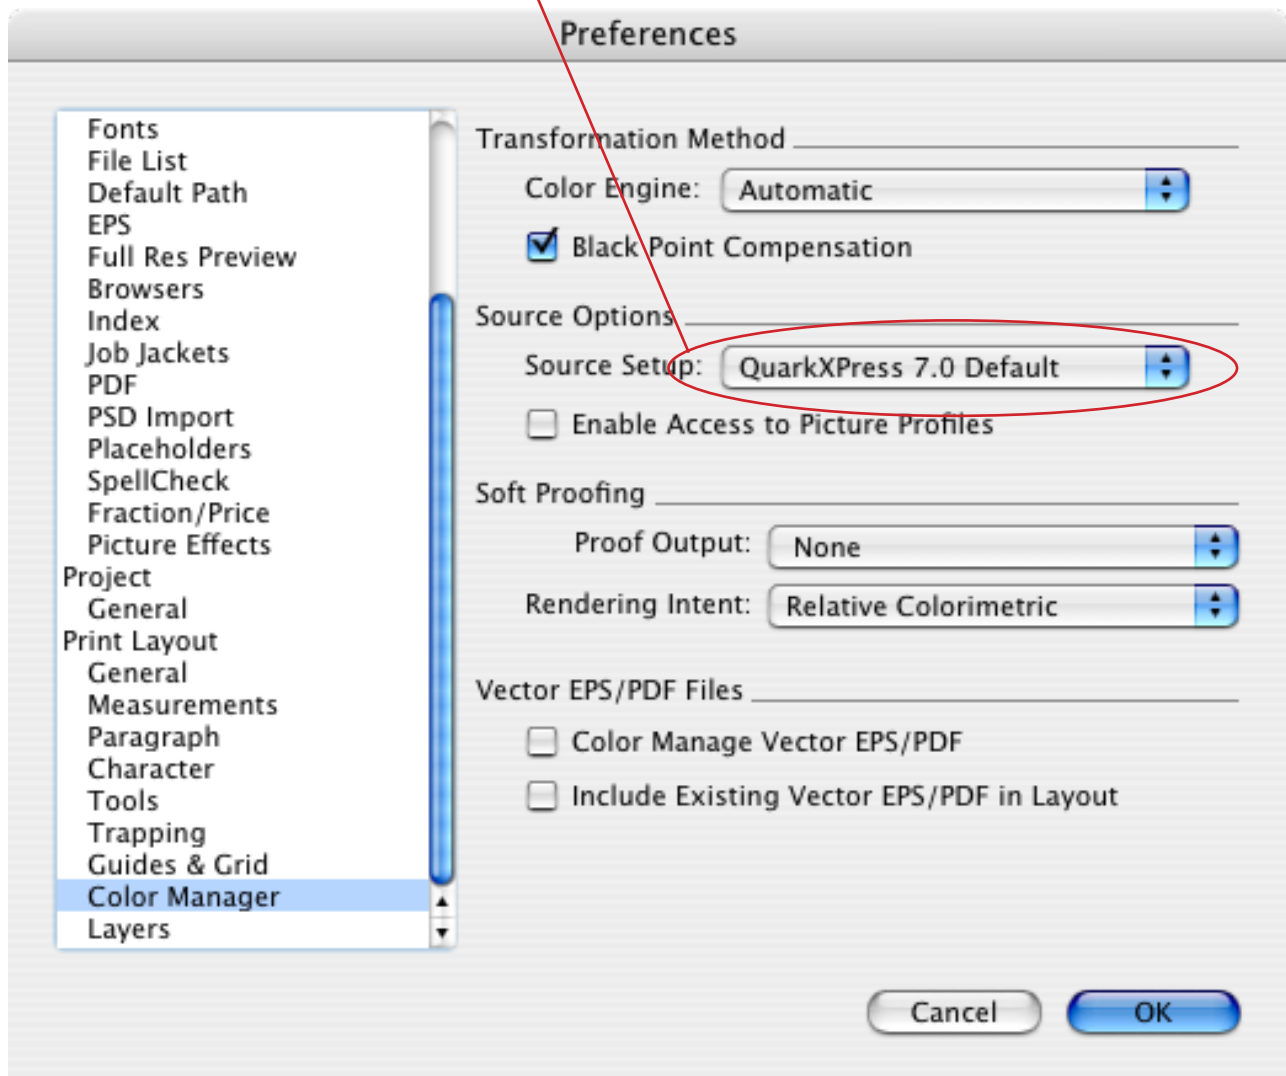 Preferences
Fonts
File List
Default Path
EPS
Full Res Preview
Browsers
Index
Job Jackets
PDF
PSD Import
Placeholders
SpellCheck
Fraction/Price
Picture Effects
Project
General
Print Layout
General
Measurements
Paragraph
Character
Tools
Trapping
Guides & Grid
Color Manager
Layers
Transformation Method
Color Engine: Automatic
Black Point Compensation
Source Options
Source Setup: QuarkXPress 7.0 Default
Enable Access to Picture Profiles
Soft Proofing
Proof Output: None
Rendering Intent: Relative Colorimetric
Vector EPS/PDF Files
Color Manage Vector EPS/PDF
Include Existing Vector EPS/PDF in Layout
Cancel OK